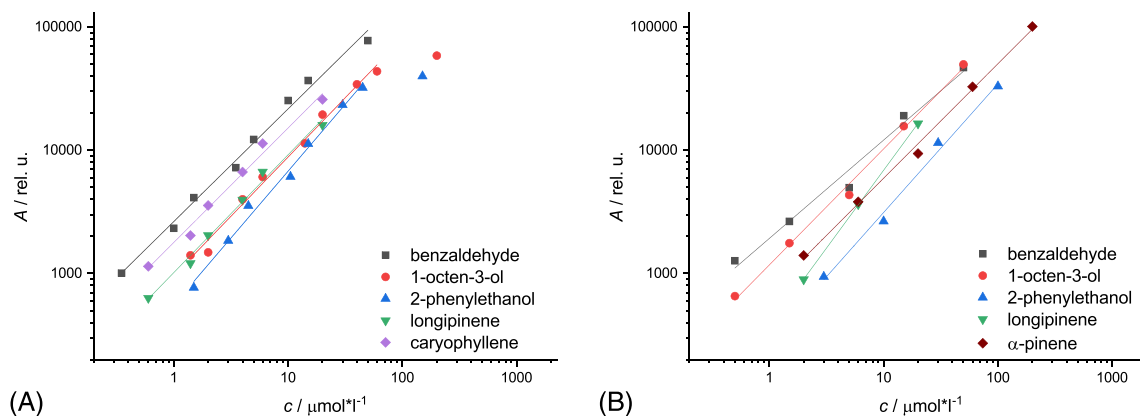 100000
10000
1000
A / rel. u.
benzaldehyde
1-octen-3-ol
2-phenylethanol
longipinene
caryophyllene
1
10
100
1000
c / μmol*l-1
(A)
100000
10000
1000
A / rel. u.
benzaldehyde
1-octen-3-ol
2-phenylethanol
longipinene
α-pinene
1
10
100
1000
c / μmol*l-1
(B)